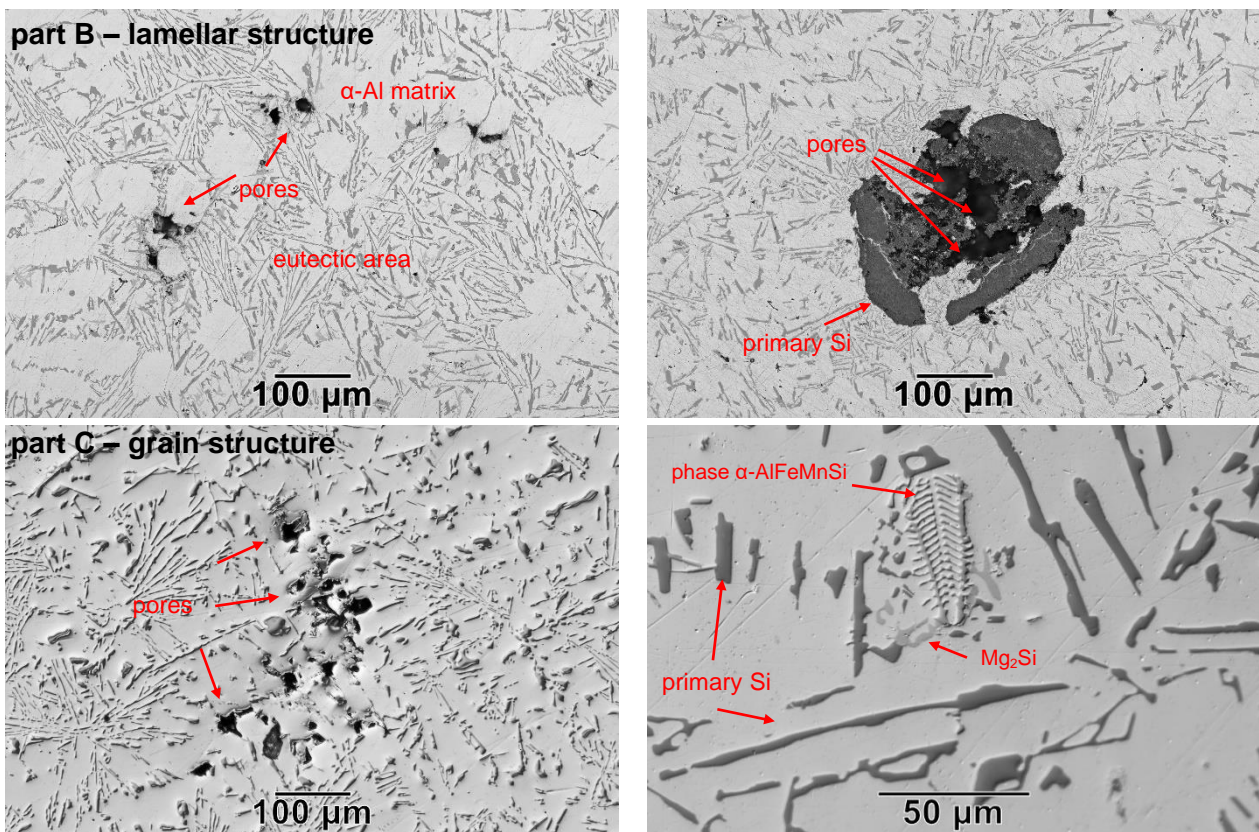 part B – lamellar structure
α-Al matrix
pores
eutectic area
100 µm
pores
primary Si
100 µm
part C – grain structure
pores
100 µm
phase α-AlFeMnSi
Mg₂Si
primary Si
50 µm